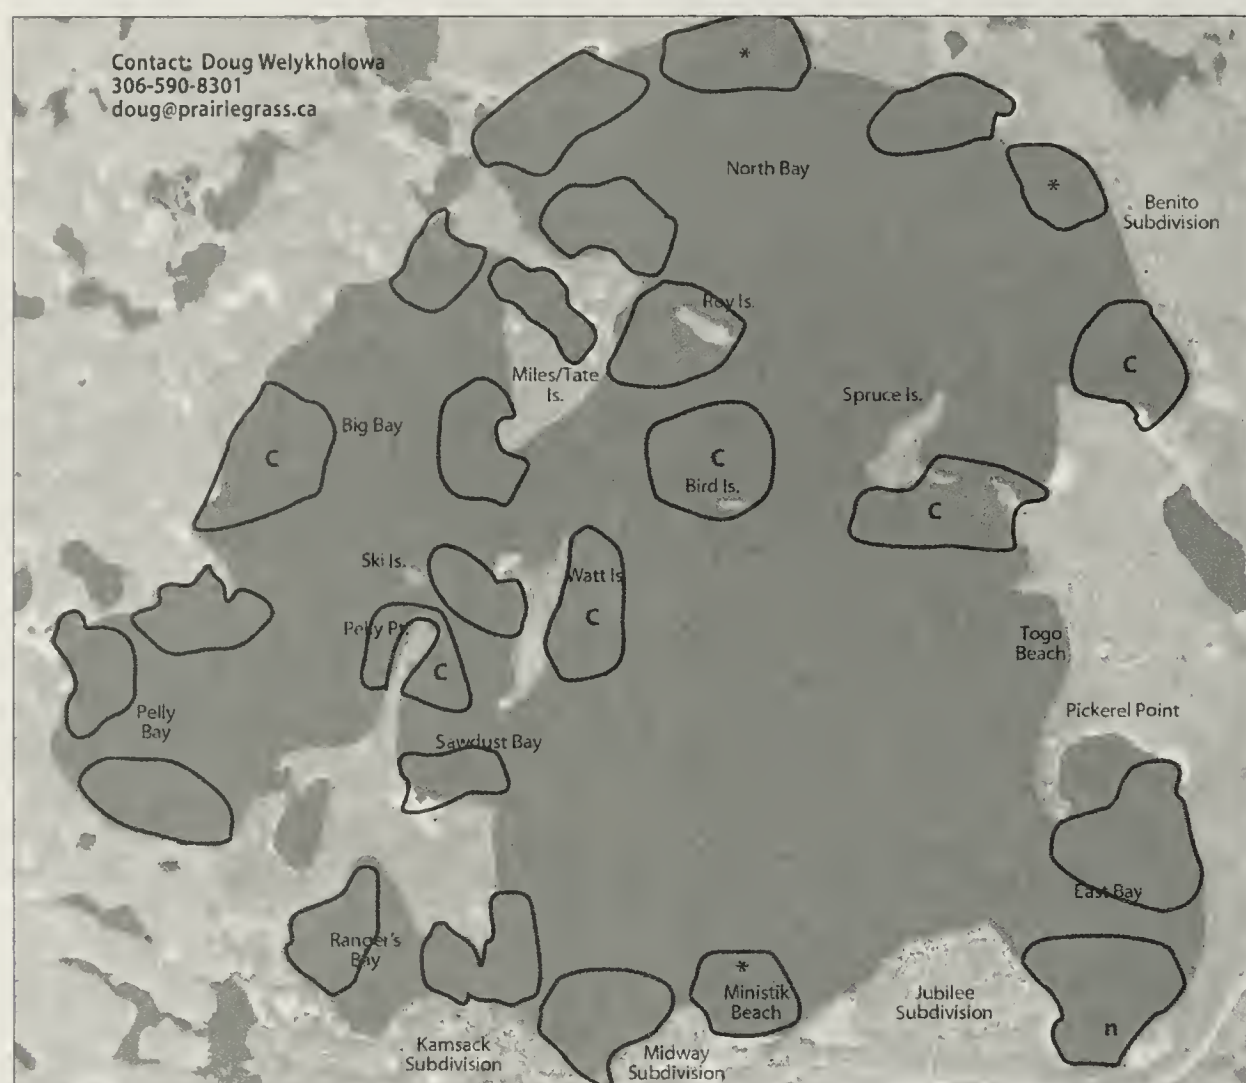 Contact: Doug Welykholowa
306-590-8301
doug@prairiegrass.ca
*
North Bay
*
Benito
Subdivision
Roy Is.
C
Miles/Tate
Is.
Spruce Is.
Big Bay
C
C
Bird Is.
C
Ski Is.
Watt Is
C
Pelly Pt.
C
Togo
Beach
Pelly
Bay
Pickerel Point
Sawdust Bay
East Bay
Ranger's
Bay
*
Ministik
Beach
Jubilee
Subdivision
n
Kamsack
Subdivision
Midway
Subdivision